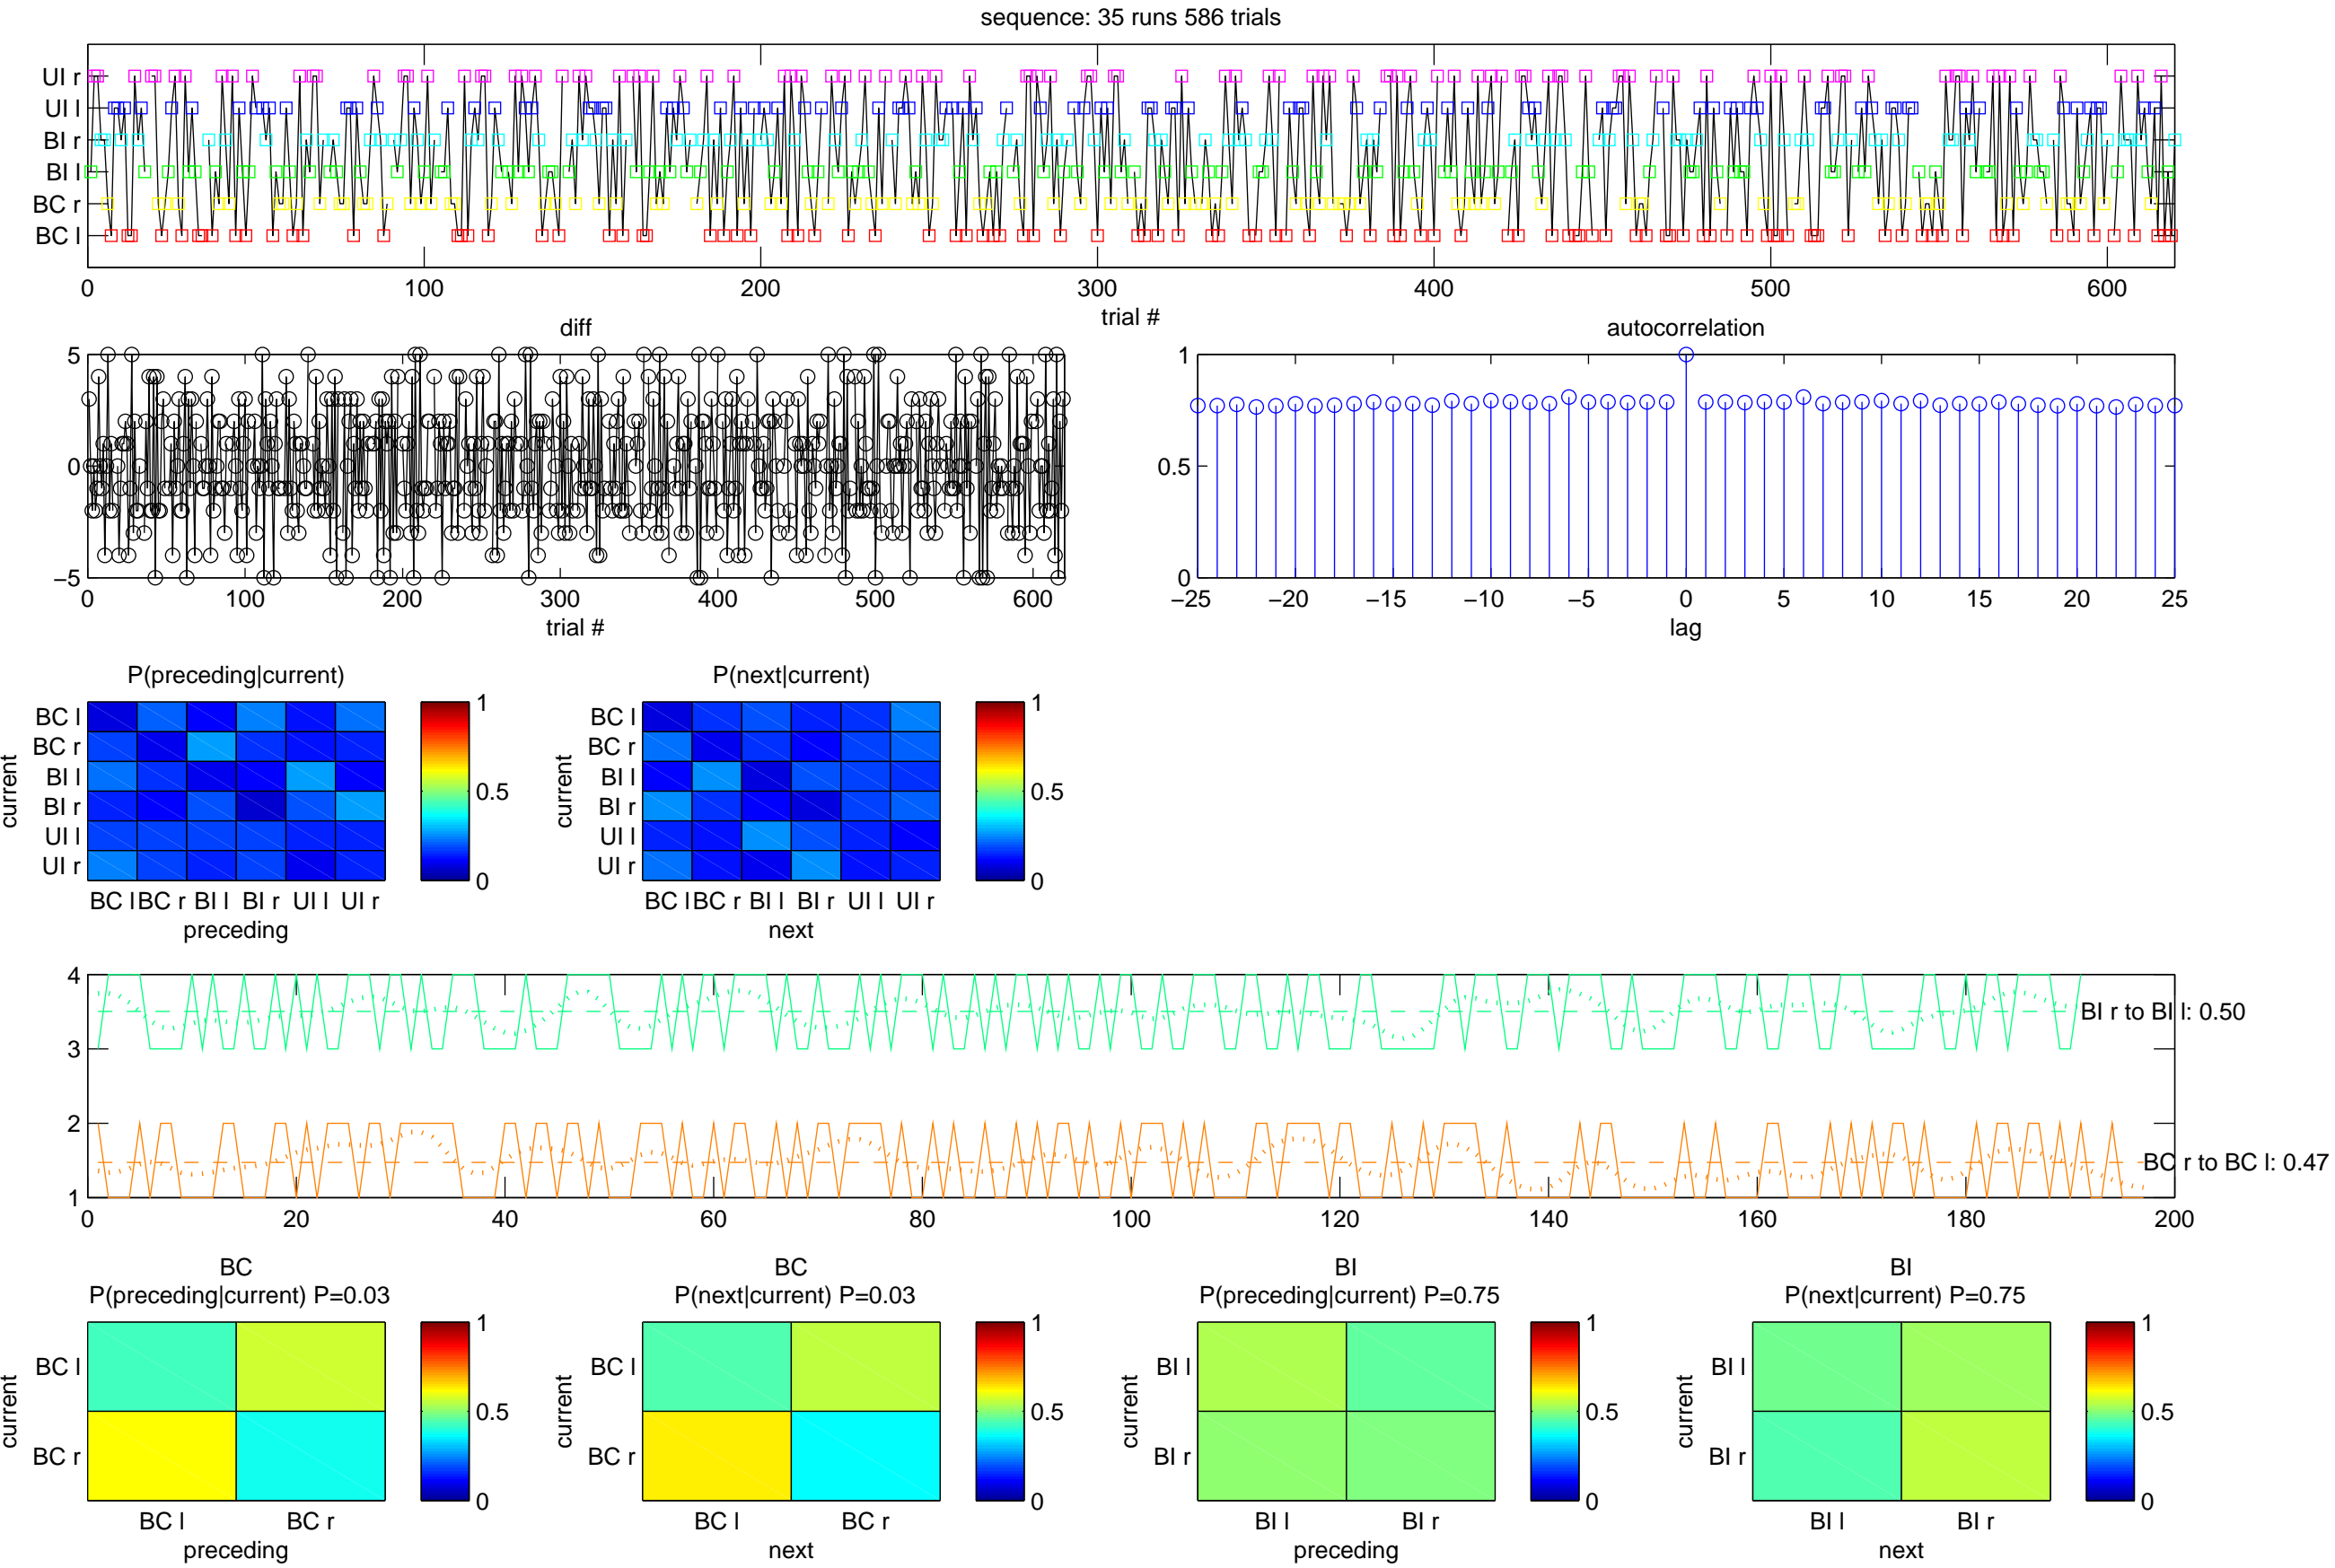 sequence: 35 runs 586 trials
UI r
UI l
BI r
BI l
BC r
BC l
0 100 200 300 400 500 600
trial #
diff
5
0
−5
0 100 200 300 400 500 600
trial #
autocorrelation
1
0.5
0
−25 −20 −15 −10 −5 0 5 10 15 20 25
lag
P(preceding|current)
current
BC l
BC r
BI l
BI r
UI l
UI r
BC l BC r BI l BI r UI l UI r
preceding
1
0.5
0
P(next|current)
current
BC l
BC r
BI l
BI r
UI l
UI r
BC l BC r BI l BI r UI l UI r
next
1
0.5
0
4
3
2
1
BI r to BI l: 0.50
BC r to BC l: 0.47
0 20 40 60 80 100 120 140 160 180 200
BC
P(preceding|current) P=0.03
current
BC l
BC r
BC l BC r
preceding
1
0.5
0
BC
P(next|current) P=0.03
current
BC l
BC r
BC l BC r
next
1
0.5
0
BI
P(preceding|current) P=0.75
current
BI l
BI r
BI l BI r
preceding
1
0.5
0
BI
P(next|current) P=0.75
current
BI l
BI r
BI l BI r
next
1
0.5
0